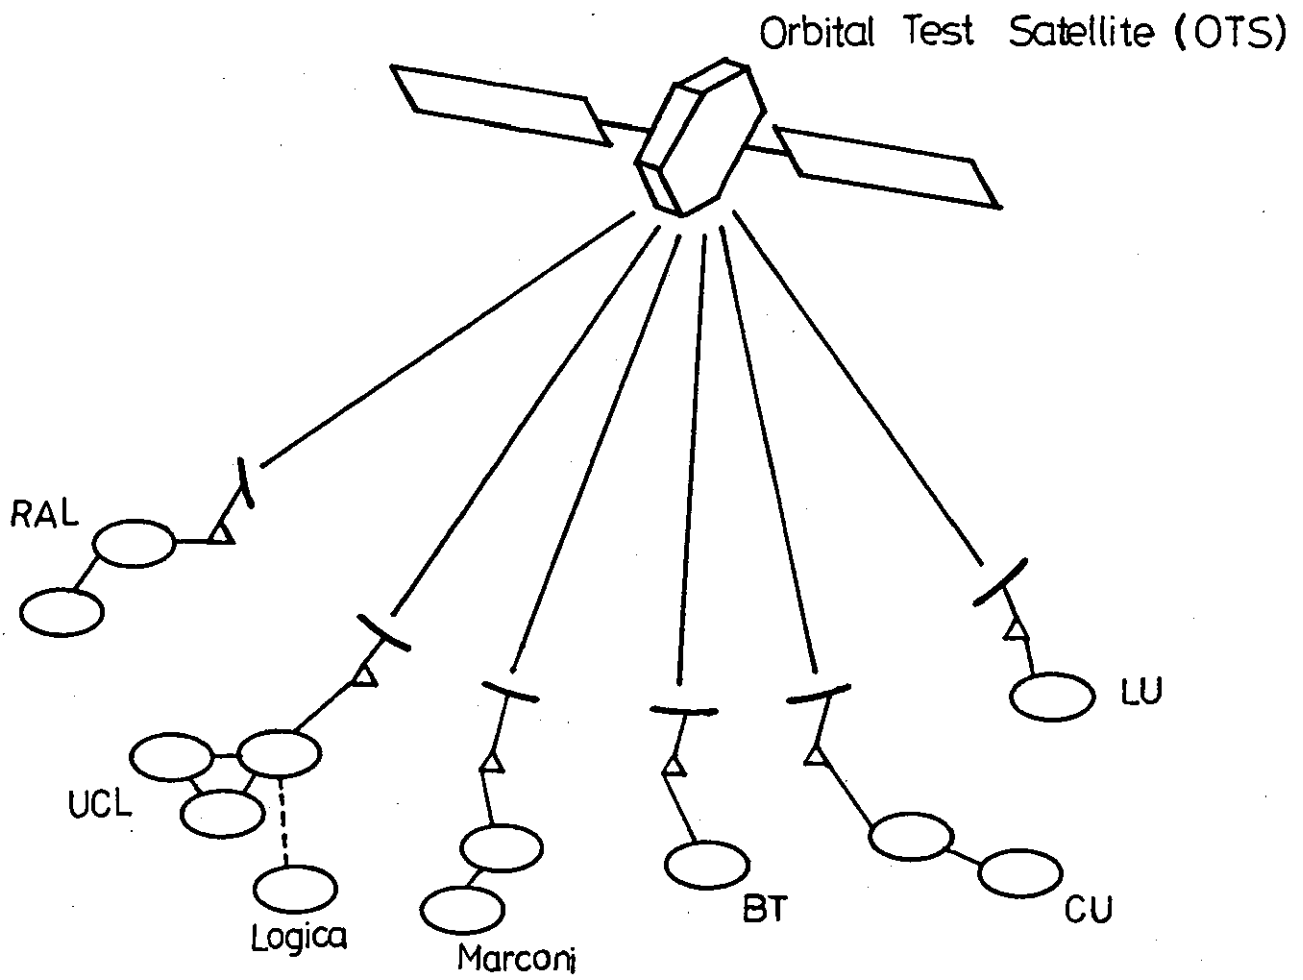 Orbital Test Satellite (OTS)
RAL
LU
UCL
Logica
Marconi
BT
CU